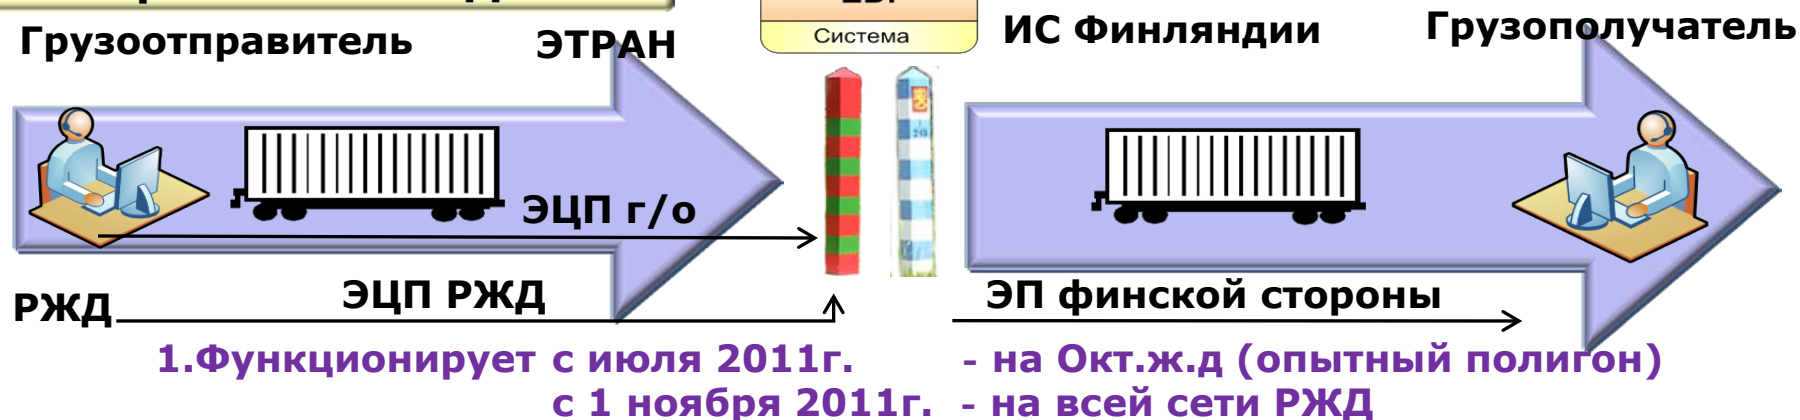 Грузоотправитель
ЭТРАН
Система
ИС Финляндии
Грузополучатель
ЭЦП г/о
РЖД
ЭЦП РЖД
ЭП финской стороны
1.Функционирует с июля 2011г. - на Окт.ж.д (опытный полигон)
с 1 ноября 2011г. - на всей сети РЖД